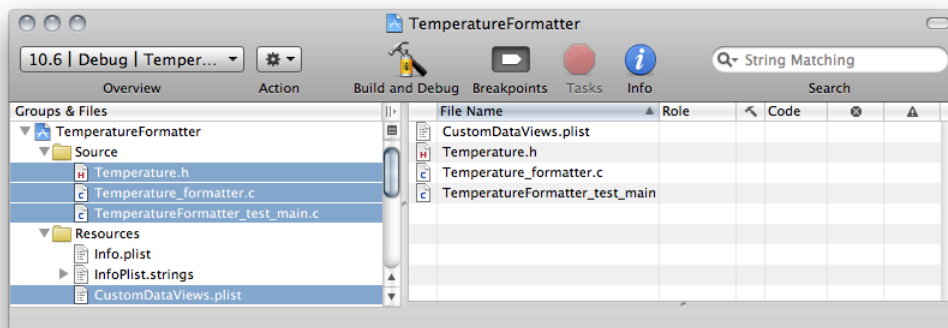 TemperatureFormatter
10.6 | Debug | Temper...
String Matching
Overview
Action
Build and Debug
Breakpoints
Tasks
Info
Search
Groups & Files
File Name
Role
Code
TemperatureFormatter
Source
Temperature.h
Temperature_formatter.c
TemperatureFormatter_test_main.c
Resources
Info.plist
InfoPlist.strings
CustomDataViews.plist
CustomDataViews.plist
Temperature.h
Temperature_formatter.c
TemperatureFormatter_test_main